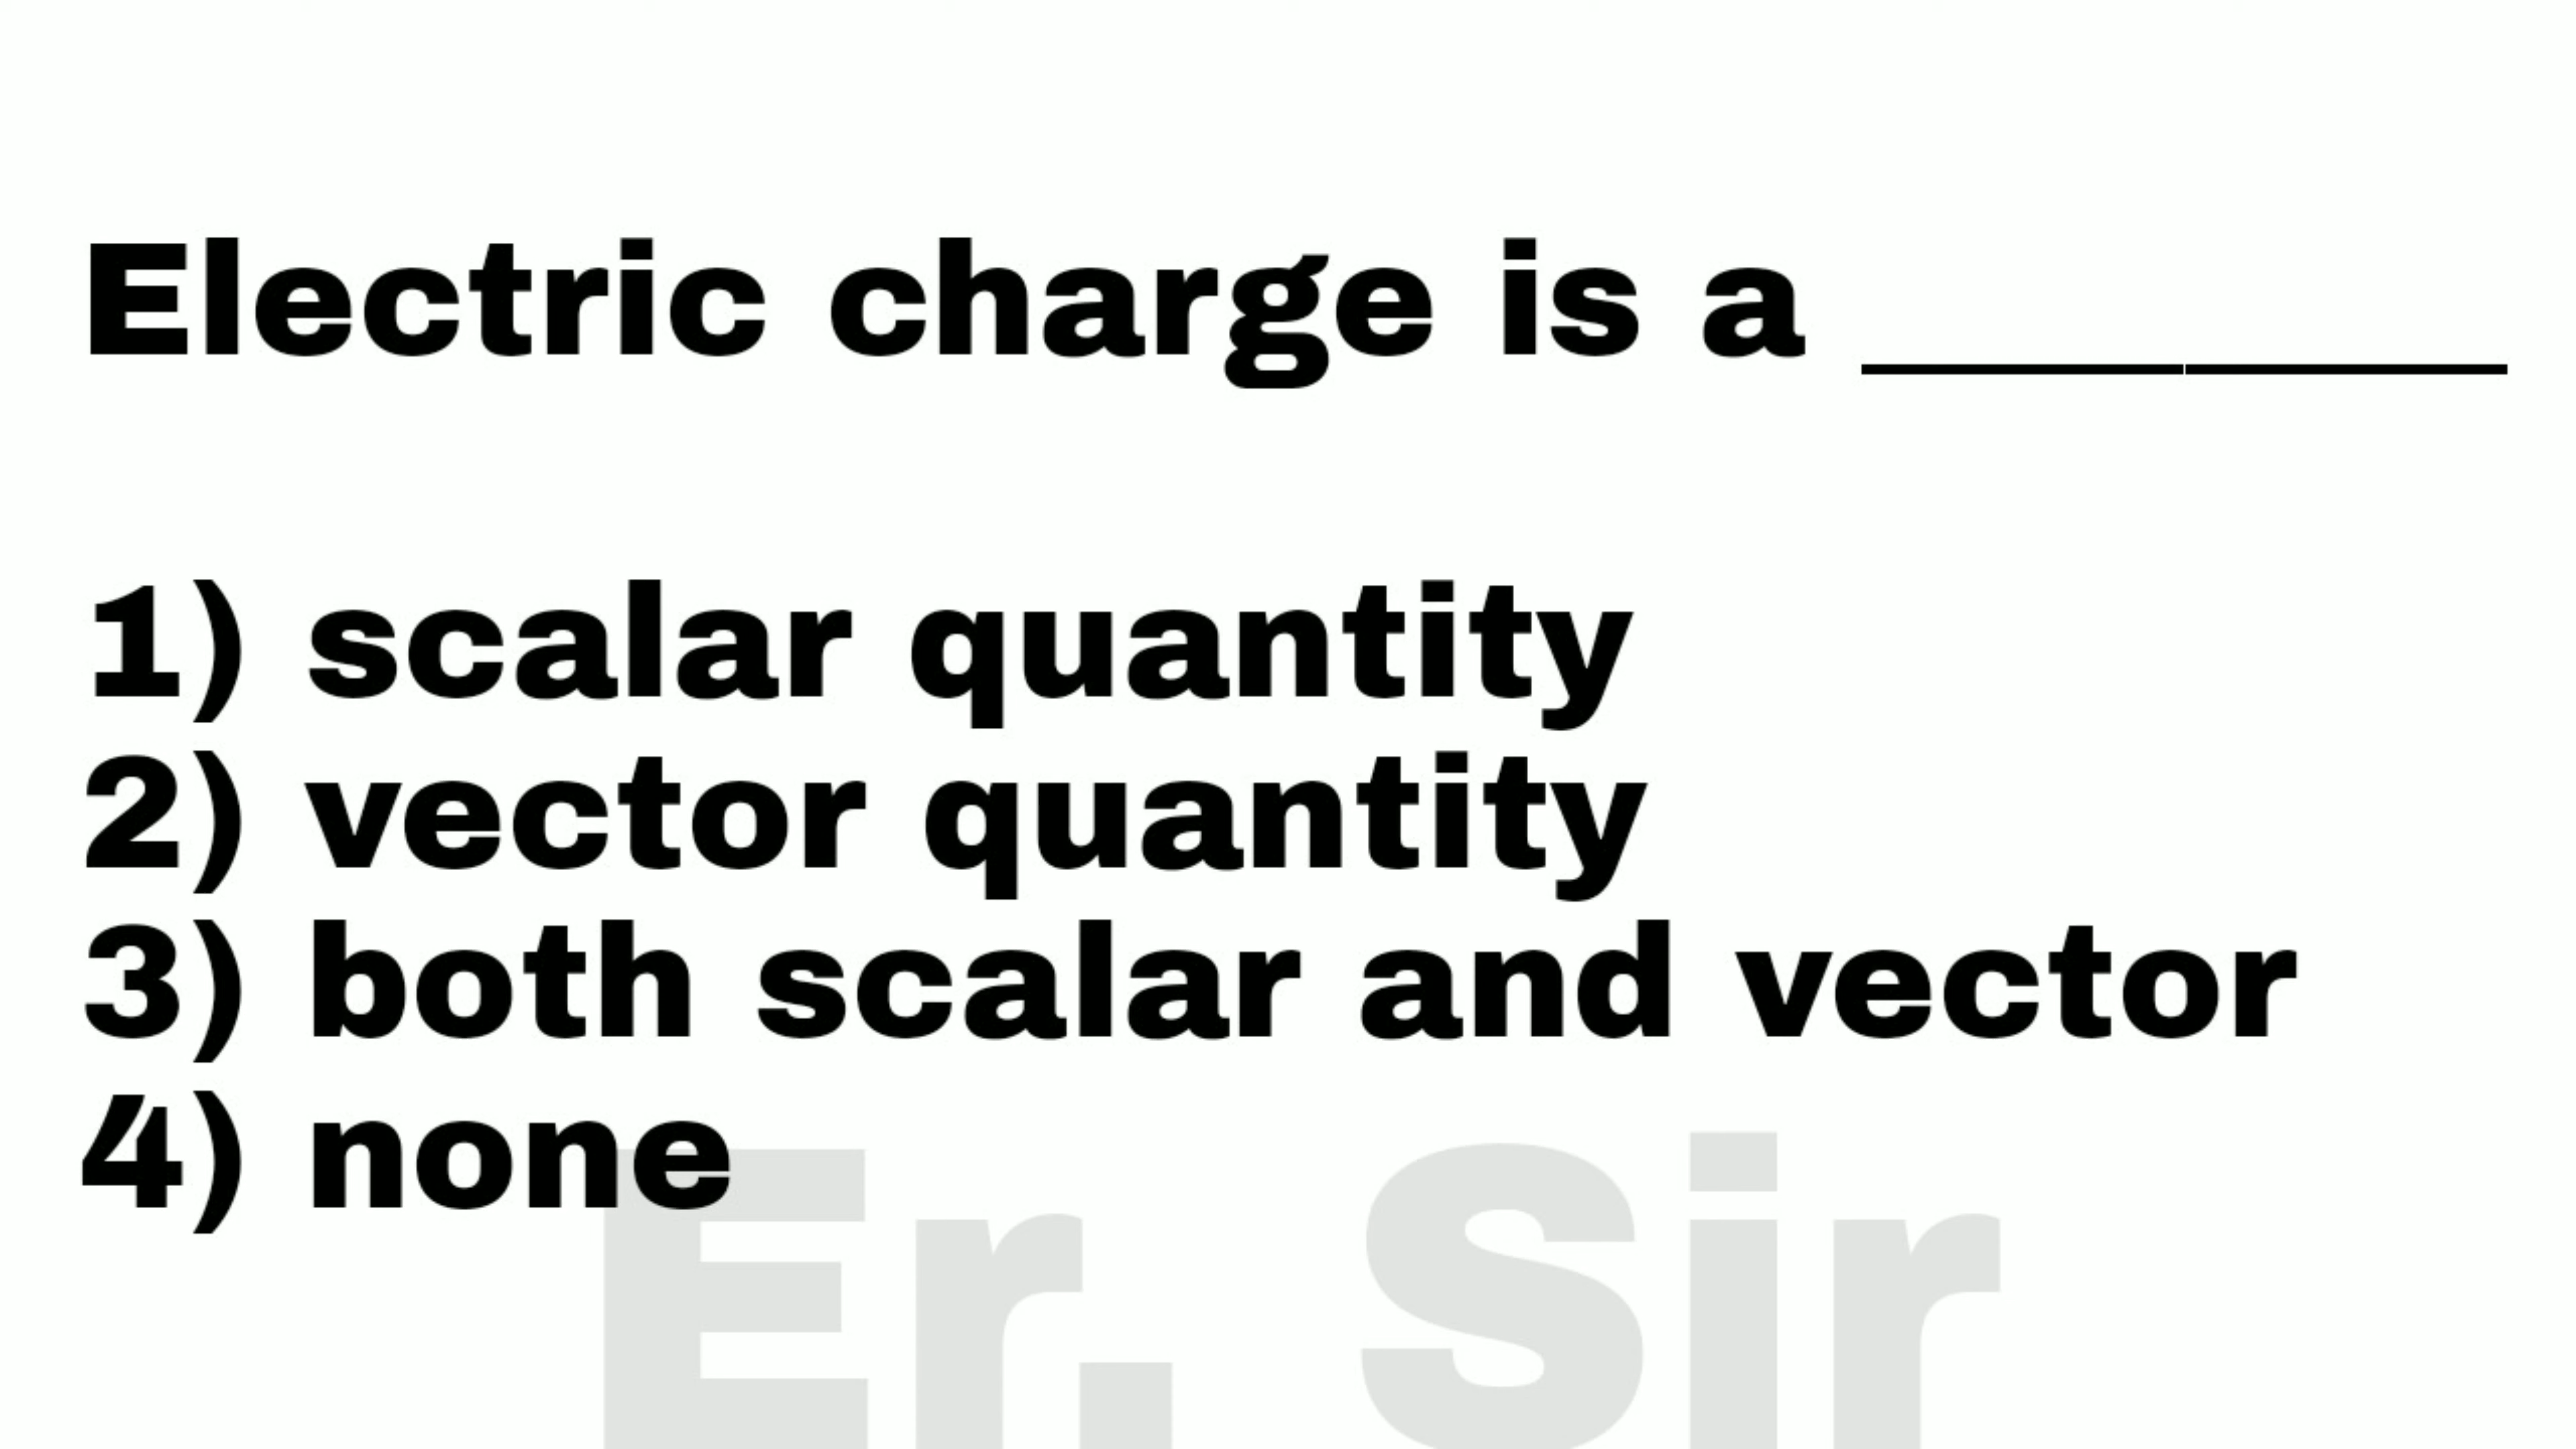 Electric charge is a ________
1) scalar quantity
2) vector quantity
3) both scalar and vector
4) none
Er. Sir